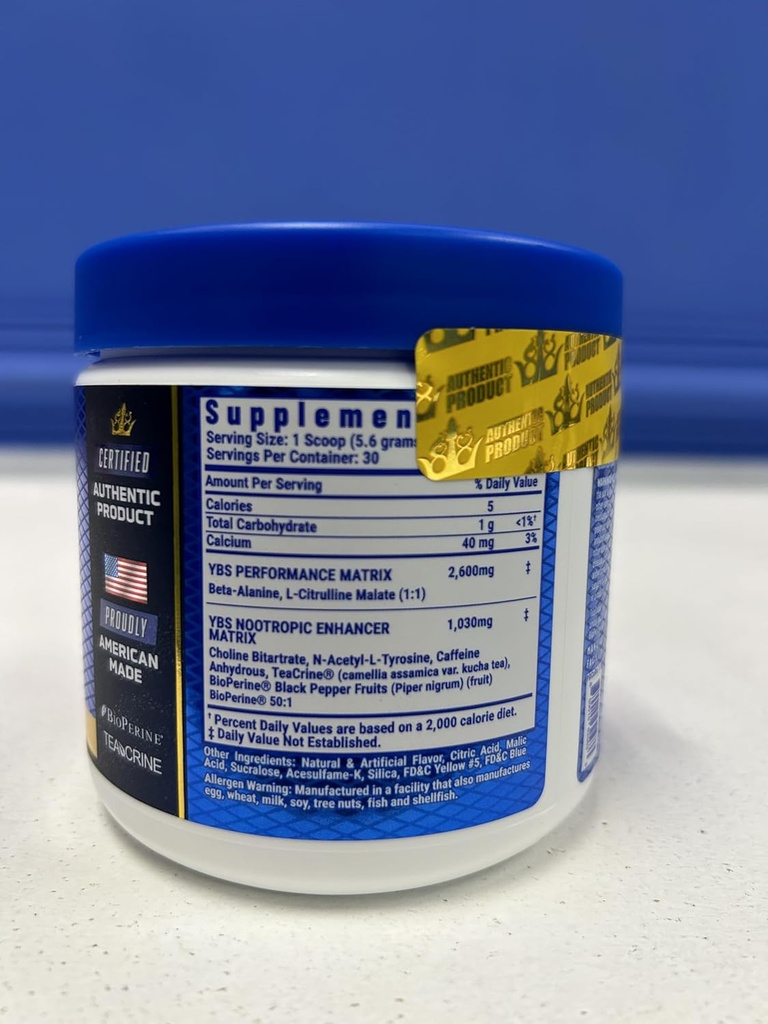 CERTIFIED
AUTHENTIC
PRODUCT
PROUDLY
AMERICAN
MADE
BIOPERINE®
TEACRINE
AUTHENTIC
PRODUCT
AUTHENTIC
PRODUCT
Supplemen
Serving Size: 1 Scoop (5.6 grams
Servings Per Container: 30
Amount Per Serving % Daily Value
Calories 5
Total Carbohydrate 1 g <1%†
Calcium 40 mg 3%
YBS PERFORMANCE MATRIX 2,600mg ‡
Beta-Alanine, L-Citrulline Malate (1:1)
YBS NOOTROPIC ENHANCER 1,030mg ‡
MATRIX
Choline Bitartrate, N-Acetyl-L-Tyrosine, Caffeine
Anhydrous, TeaCrine® (camellia assamica var. kucha tea),
BioPerine® Black Pepper Fruits (Piper nigrum) (fruit)
BioPerine® 50:1
† Percent Daily Values are based on a 2,000 calorie diet.
‡ Daily Value Not Established.
Other Ingredients: Natural & Artificial Flavor, Citric Acid, Malic
Acid, Sucralose, Acesulfame-K, Silica, FD&C Yellow #5, FD&C Blue
Allergen Warning: Manufactured in a facility that also manufactures
egg, wheat, milk, soy, tree nuts, fish and shellfish.